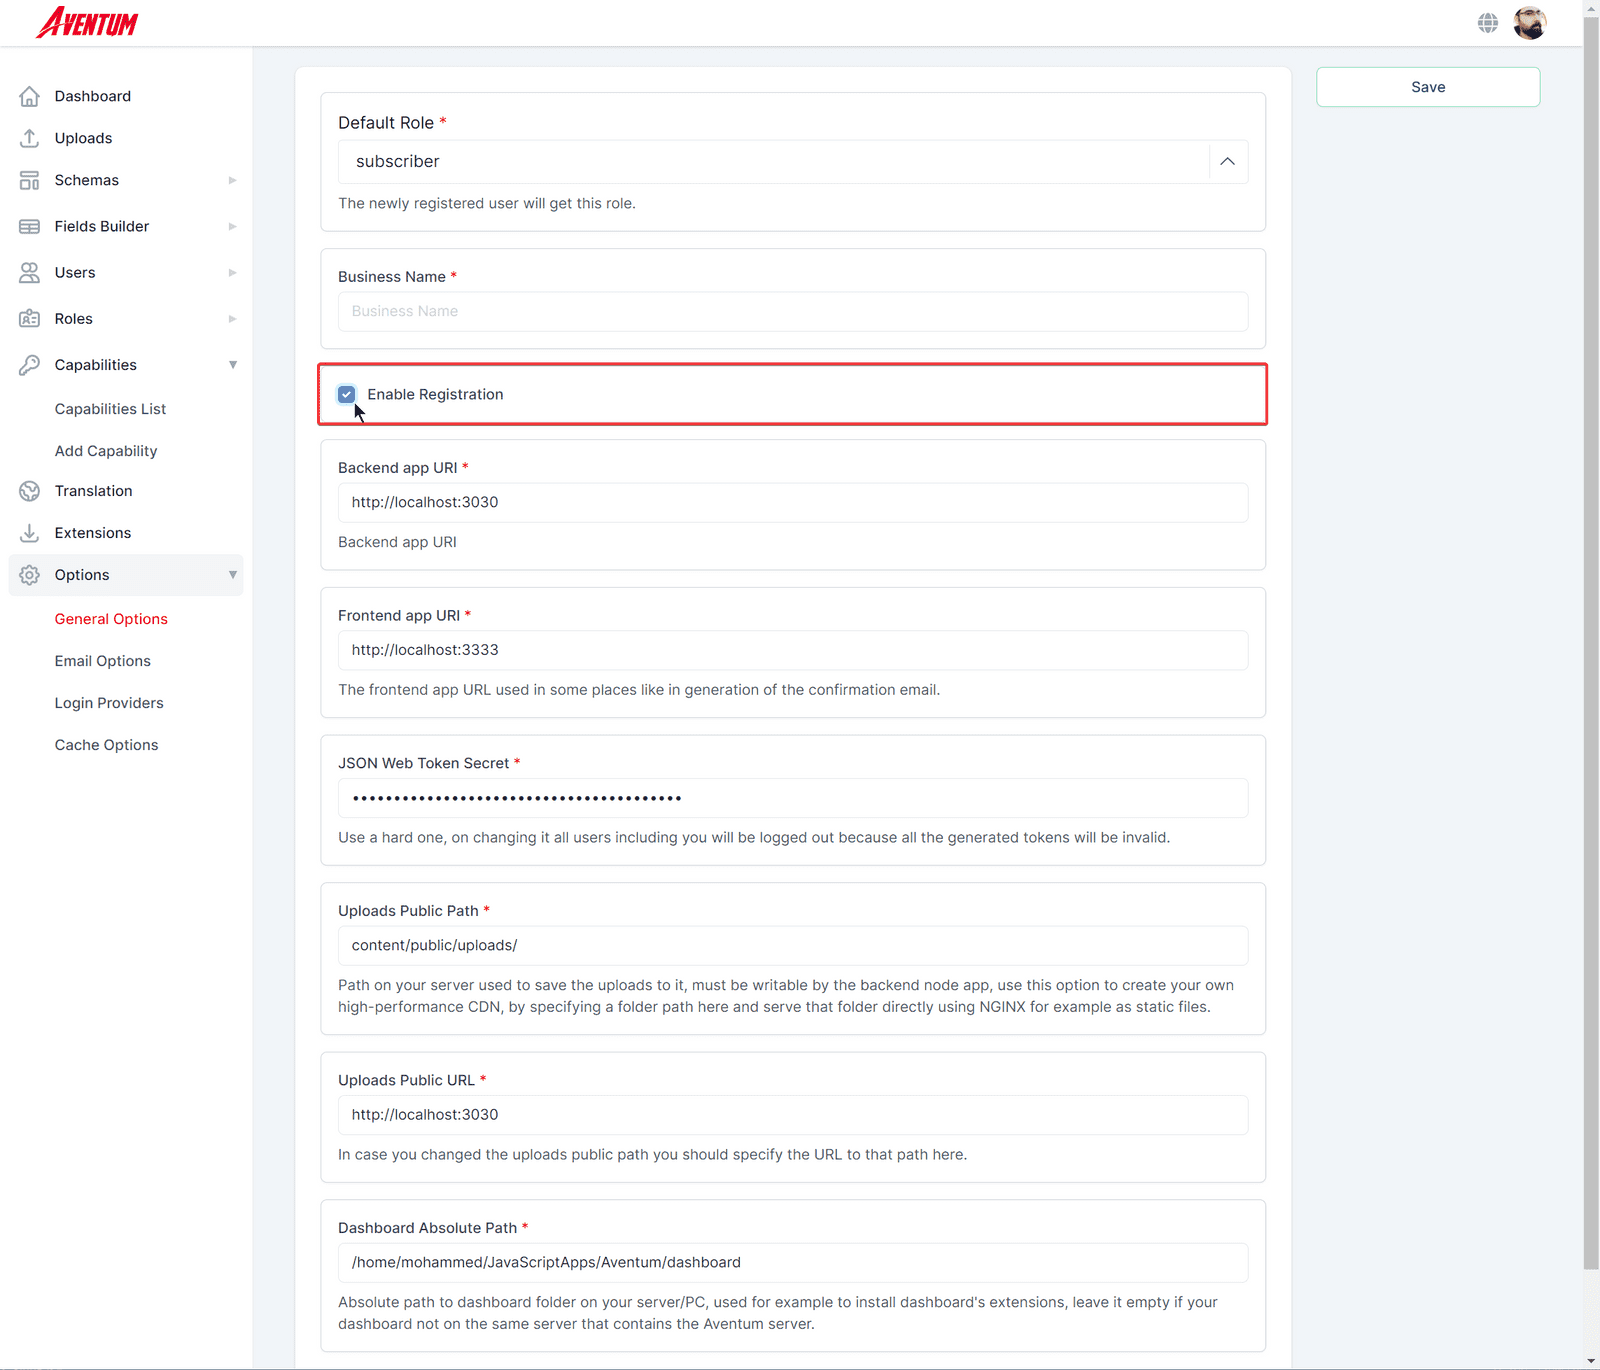 AVENTUM
Dashboard
Uploads
Schemas
Fields Builder
Users
Roles
Capabilities
Capabilities List
Add Capability
Translation
Extensions
Options
General Options
Email Options
Login Providers
Cache Options
Default Role *
subscriber
The newly registered user will get this role.
Business Name *
Business Name
Enable Registration
Backend app URI *
http://localhost:3030
Backend app URI
Frontend app URI *
http://localhost:3333
The frontend app URL used in some places like in generation of the confirmation email.
JSON Web Token Secret *
••••••••••••••••••••••••••••••••••••••••
Use a hard one, on changing it all users including you will be logged out because all the generated tokens will be invalid.
Uploads Public Path *
content/public/uploads/
Path on your server used to save the uploads to it, must be writable by the backend node app, use this option to create your own
high-performance CDN, by specifying a folder path here and serve that folder directly using NGINX for example as static files.
Uploads Public URL *
http://localhost:3030
In case you changed the uploads public path you should specify the URL to that path here.
Dashboard Absolute Path *
/home/mohammed/JavaScriptApps/Aventum/dashboard
Absolute path to dashboard folder on your server/PC, used for example to install dashboard's extensions, leave it empty if your
dashboard not on the same server that contains the Aventum server.
Save